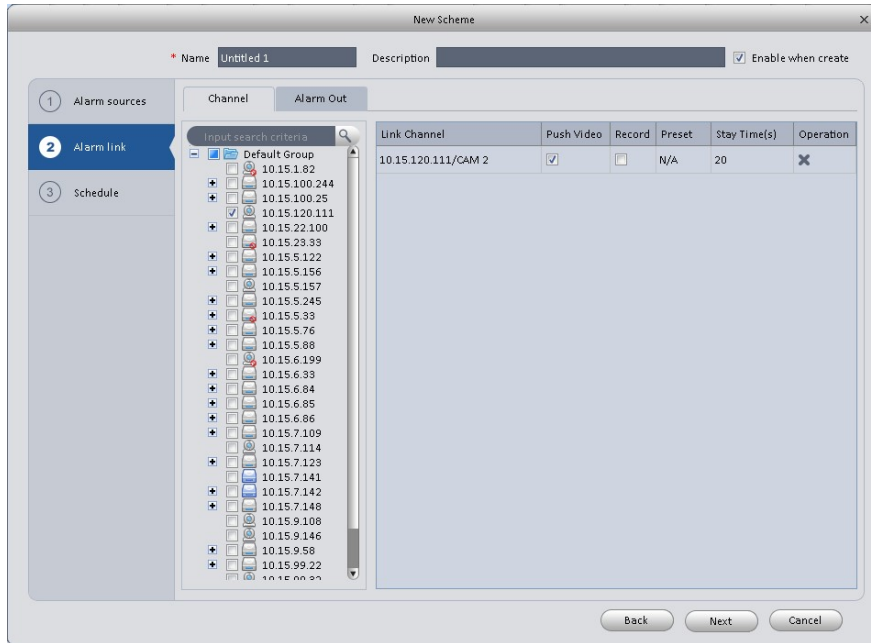 New Scheme
* Name Untitled 1 Description Enable when create
1 Alarm sources
2 Alarm link
3 Schedule
Channel Alarm Out
Input search criteria
Default Group
10.15.1.82
10.15.100.244
10.15.100.25
10.15.120.111
10.15.22.100
10.15.23.33
10.15.5.122
10.15.5.156
10.15.5.157
10.15.5.245
10.15.5.33
10.15.5.76
10.15.5.88
10.15.6.199
10.15.6.33
10.15.6.84
10.15.6.85
10.15.6.86
10.15.7.109
10.15.7.114
10.15.7.123
10.15.7.141
10.15.7.142
10.15.7.148
10.15.9.108
10.15.9.146
10.15.9.58
10.15.99.22
Link Channel Push Video Record Preset Stay Time(s) Operation
10.15.120.111/CAM 2 N/A 20
Back Next Cancel